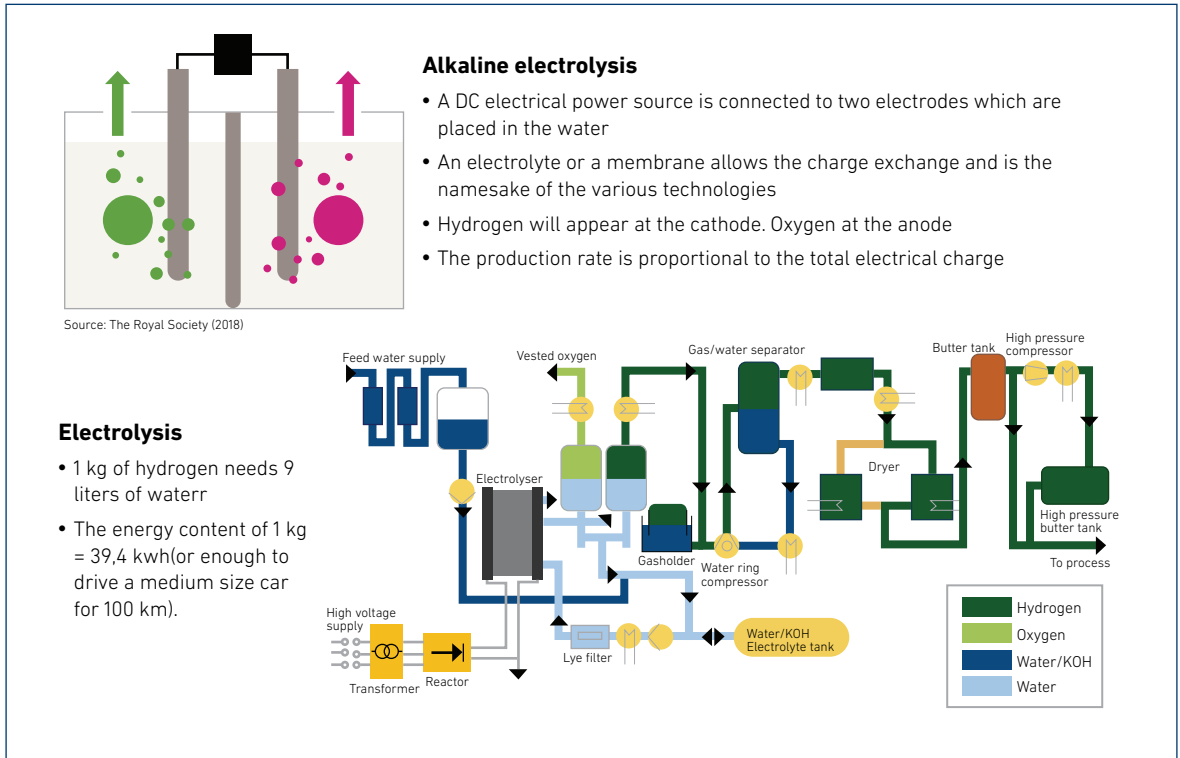 Alkaline electrolysis
• A DC electrical power source is connected to two electrodes which are
placed in the water
• An electrolyte or a membrane allows the charge exchange and is the
namesake of the various technologies
• Hydrogen will appear at the cathode. Oxygen at the anode
• The production rate is proportional to the total electrical charge
Source: The Royal Society (2018)
Electrolysis
• 1 kg of hydrogen needs 9
liters of waterr
• The energy content of 1 kg
= 39,4 kwh(or enough to
drive a medium size car
for 100 km).
Feed water supply
Vested oxygen
Gas/water separator
Butter tank
High pressure
compressor
Electrolyser
Dryer
Gasholder
Water ring
compressor
High pressure
butter tank
To process
High voltage
supply
Transformer
Reactor
Lye filter
Water/KOH
Electrolyte tank
Hydrogen
Oxygen
Water/KOH
Water